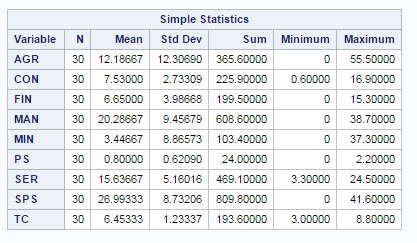 Simple Statistics
Variable N Mean Std Dev Sum Minimum Maximum
AGR 30 12.18667 12.30690 365.60000 0 55.50000
CON 30 7.53000 2.73309 225.90000 0.60000 16.90000
FIN 30 6.65000 3.98668 199.50000 0 15.30000
MAN 30 20.28667 9.45679 608.60000 0 38.70000
MIN 30 3.44667 8.86573 103.40000 0 37.30000
PS 30 0.80000 0.62090 24.00000 0 2.20000
SER 30 15.63667 5.16016 469.10000 3.30000 24.50000
SPS 30 26.99333 8.73206 809.80000 0 41.60000
TC 30 6.45333 1.23337 193.60000 3.00000 8.80000